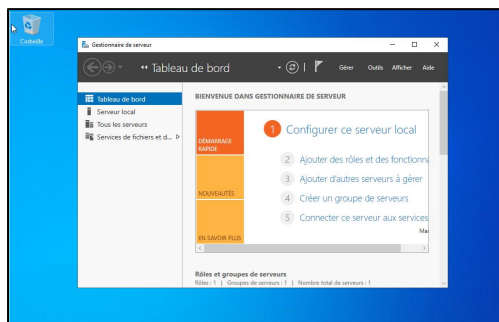 Corbeille
Gestionnaire de serveur
Tableau de bord
Gérer Outils Afficher Aide
Tableau de bord
Serveur local
Tous les serveurs
Services de fichiers et d...
BIENVENUE DANS GESTIONNAIRE DE SERVEUR
DÉMARRAGE
RAPIDE
NOUVEAUTÉS
EN SAVOIR PLUS
1 Configurer ce serveur local
2 Ajouter des rôles et des fonctionna
3 Ajouter d'autres serveurs à gérer
4 Créer un groupe de serveurs
5 Connecter ce serveur aux services
Mas
Rôles et groupes de serveurs
Rôles : 1 | Groupes de serveurs : 1 | Nombre total de serveurs : 1